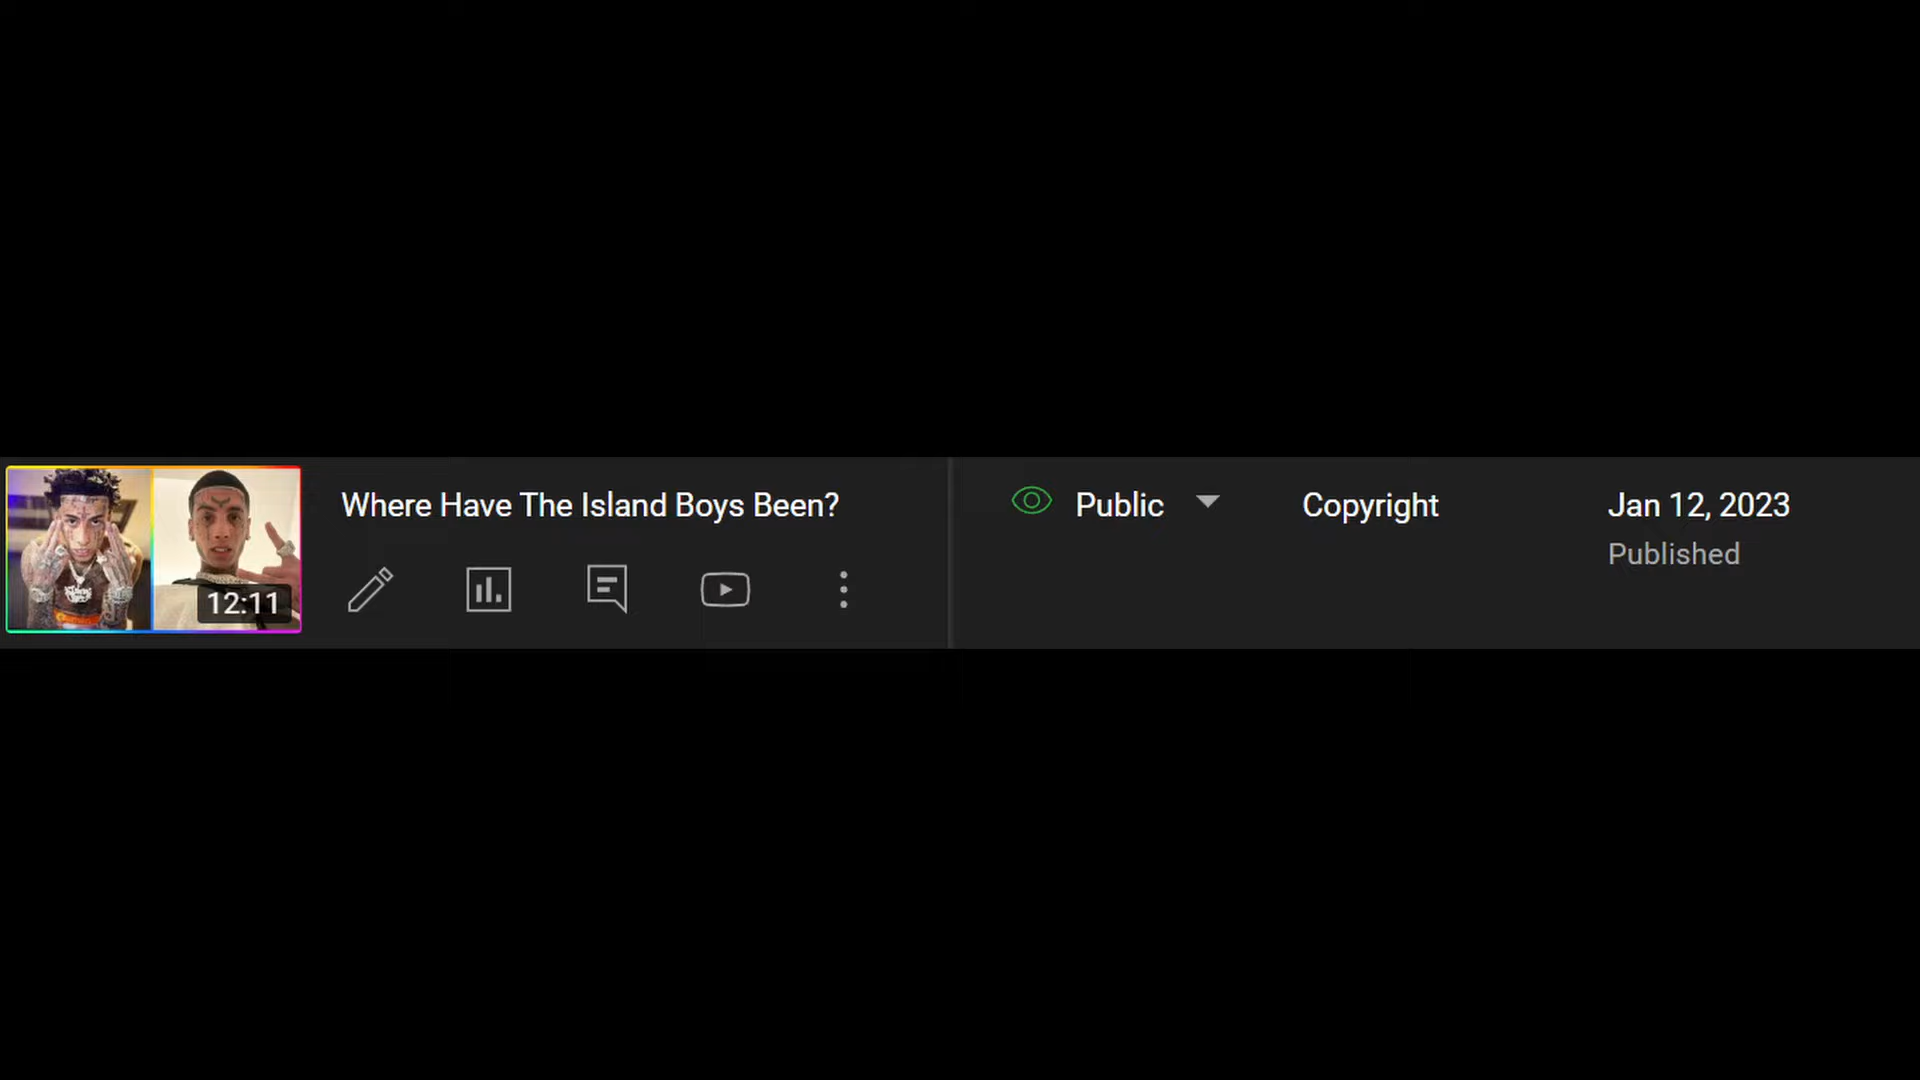 Where Have The Island Boys Been?
Public
Copyright
Jan 12, 2023
Published
12:11